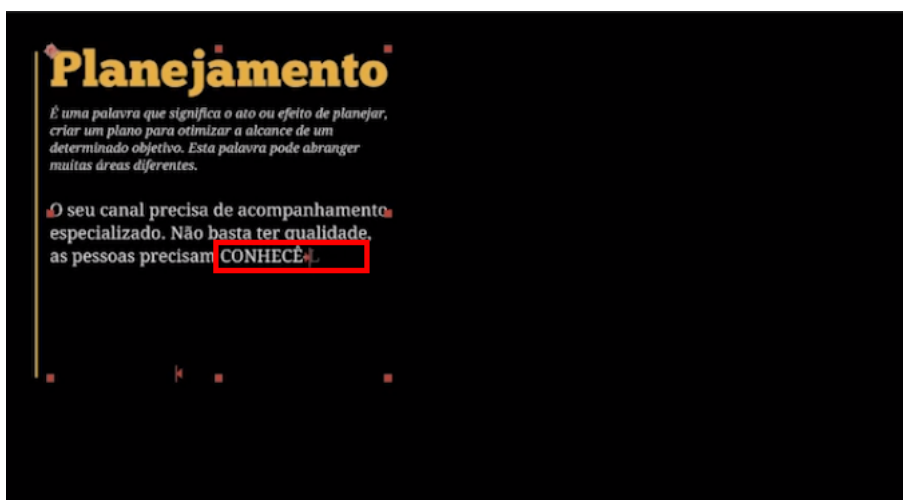 Planejamento
É uma palavra que significa o ato ou efeito de planejar,
criar um plano para otimizar a alcance de um
determinado objetivo. Esta palavra pode abranger
muitas áreas diferentes.
O seu canal precisa de acompanhamento
especializado. Não basta ter qualidade,
as pessoas precisam CONHECÊ-L